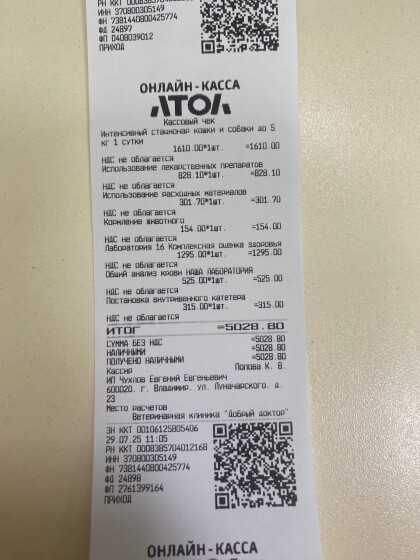 РН ККТ 0008385704012168
ИНН 370800305149
ФН 7381440800425774
ФД 24897
ФП 0408039012
ПРИХОД
ОНЛАЙН-КАССА
АТОЛ
Кассовый чек
Интенсивный стационар кошки и собаки до 5
кг 1 сутки
1610.00*1шт. =1610.00
НДС не облагается
Использование лекарственных препаратов
828.10*1шт. =828.10
НДС не облагается
Использование расходных материалов
301.70*1шт. =301.70
НДС не облагается
Кормление животного
154.00*1шт. =154.00
НДС не облагается
Лаборатория 16 Комплексная оценка здоровья
1295.00*1шт. =1295.00
НДС не облагается
Общий анализ крови НАША ЛАБОРАТОРИЯ
525.00*1шт. =525.00
НДС не облагается
Постановка внутривенного катетера
315.00*1шт. =315.00
НДС не облагается
ИТОГ =5028.80
СУММА БЕЗ НДС =5028.80
НАЛИЧНЫМИ =5028.80
ПОЛУЧЕНО НАЛИЧНЫМИ =5028.80
Кассир Попова К. В.
ИП Чухлов Евгений Евгеньевич
600020. г. Владимир. ул. Луначарского. д.
23
Место расчетов
Ветеринарная клиника "Добрый доктор"
ЗН ККТ 00106125805406
29.07.25 11:05
РН ККТ 0008385704012168
ИНН 370800305149
ФН 7381440800425774
ФД 24898
ФП 2761399164
ПРИХОД
ОНЛАЙН-КАССА